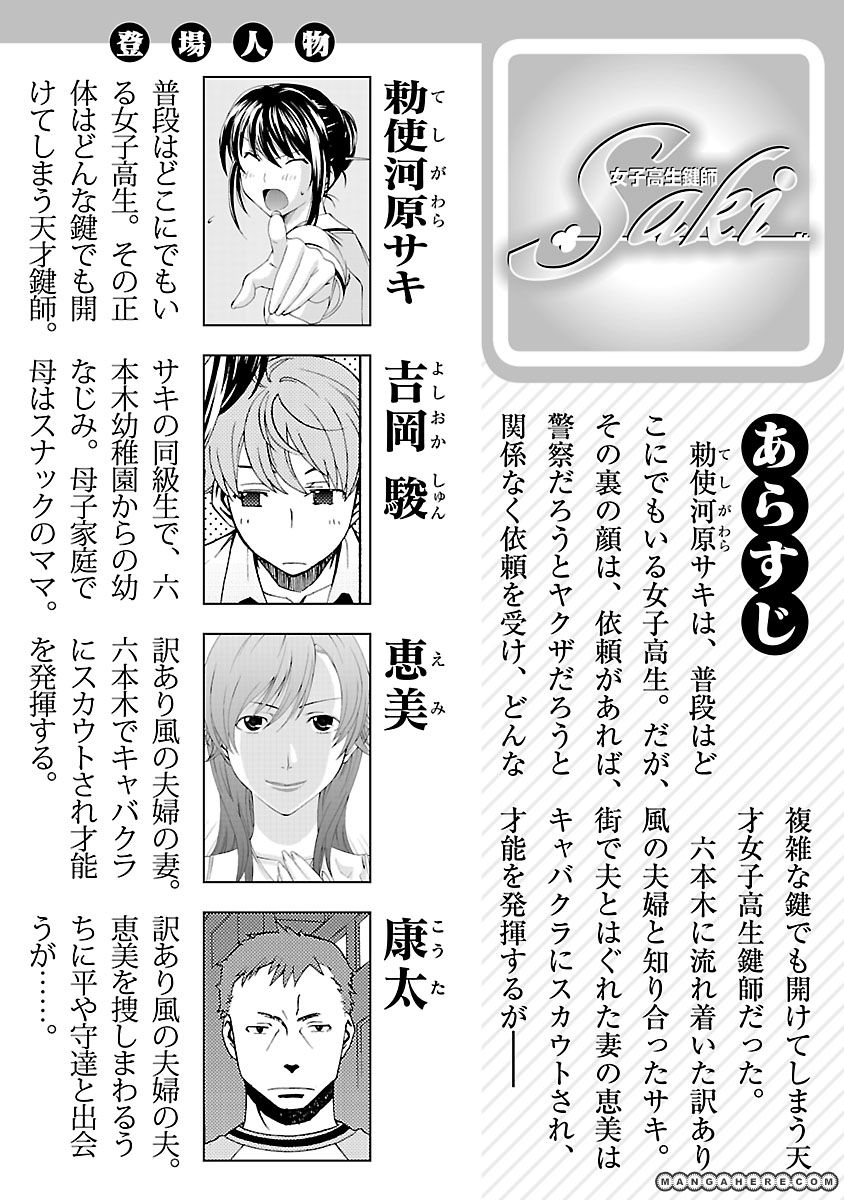 女子高生鍵師
Saki
あらすじ
勅使河原サキは、普段はど
てしがわら
こにでもいる女子高生。だが、
その裏の顔は、依頼があれば、
警察だろうとヤクザだろうと
関係なく依頼を受け、どんな
複雑な鍵でも開けてしまう天
才女子高生鍵師だった。
六本木に流れ着いた訳あり
風の夫婦と知り合ったサキ。
街で夫とはぐれた妻の恵美は
キャバクラにスカウトされ、
才能を発揮するが――
登場人物
勅使河原サキ
てしがわら
普段はどこにでもい
る女子高生。その正
体はどんな鍵でも開
けてしまう天才鍵師。
吉岡 駿
よしおか しゅん
サキの同級生で、六
本木幼稚園からの幼
なじみ。母子家庭で
母はスナックのママ。
恵美
えみ
訳あり風の夫婦の妻。
六本木でキャバクラ
にスカウトされ才能
を発揮する。
康太
こうた
訳あり風の夫婦の夫。
恵美を捜しまわるう
ちに平や守達と出会
うが……。
MANGAHERE.COM